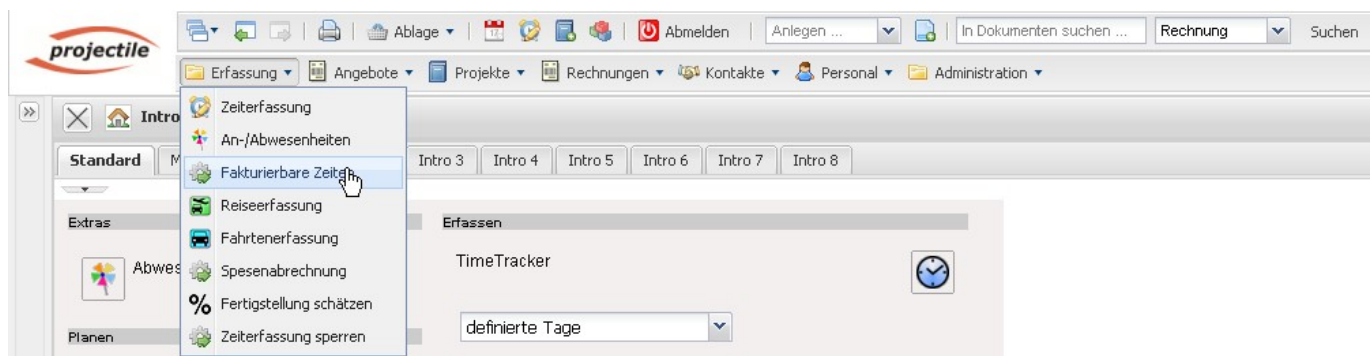 projectile
Ablage
17
Abmelden
Anlegen ...
In Dokumenten suchen ...
Rechnung
Suchen
Erfassung
Angebote
Projekte
Rechnungen
Kontakte
Personal
Administration
Intro
Zeiterfassung
An-/Abwesenheiten
Fakturierbare
Reiseerfassung
Fahrtenerfassung
Spesenabrechnung
% Fertigstellung schätzen
Zeiterfassung sperren
Standard
Intro 3
Intro 4
Intro 5
Intro 6
Intro 7
Intro 8
Extras
Erfassen
TimeTracker
definierte Tage
Planen